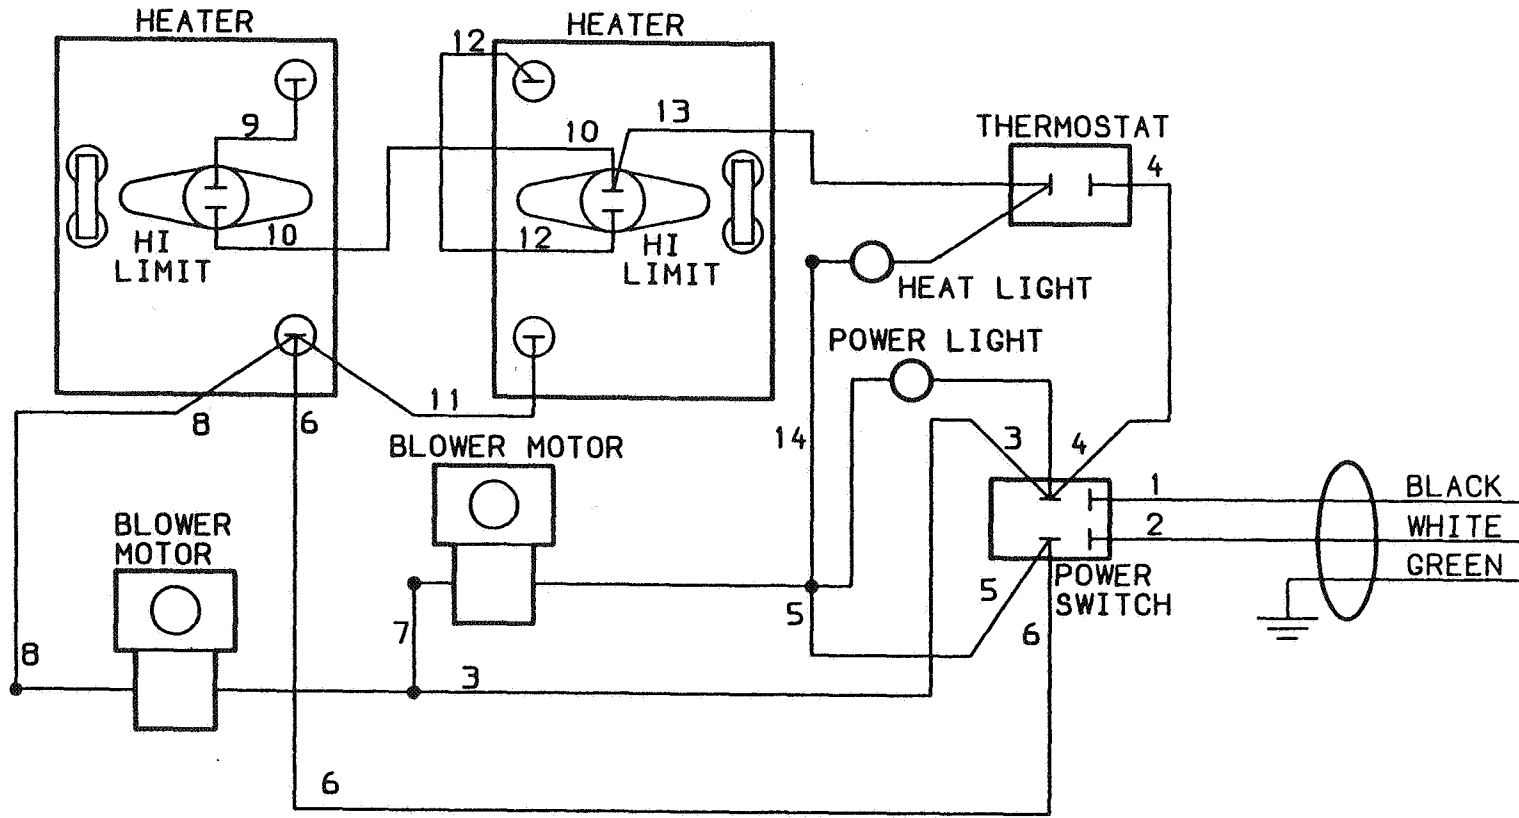 HEATER
HEATER
12
13
THERMOSTAT
9
10
4
10
12
HI
LIMIT
HI
LIMIT
HEAT LIGHT
POWER LIGHT
11
8
6
14
3
4
BLOWER MOTOR
1
BLACK
BLOWER
MOTOR
2
WHITE
GREEN
POWER
SWITCH
5
5
7
6
8
3
6